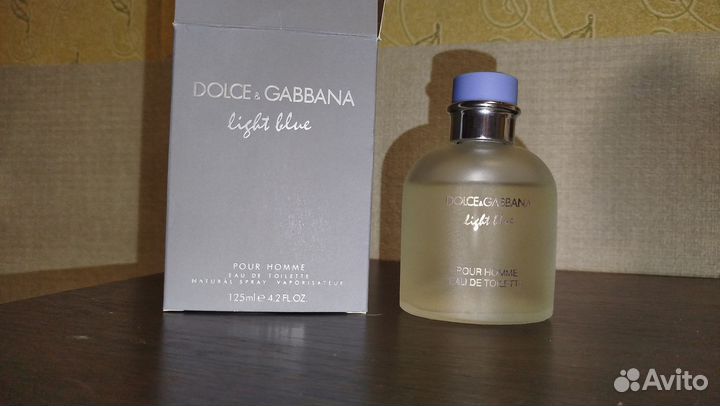 DOLCE & GABBANA
light blue
POUR HOMME
EAU DE TOILETTE
NATURAL SPRAY VAPORISATEUR
125ml e 4.2 FL.OZ.
DOLCE&GABBANA
light blue
POUR HOMME
EAU DE TOILETTE
Avito